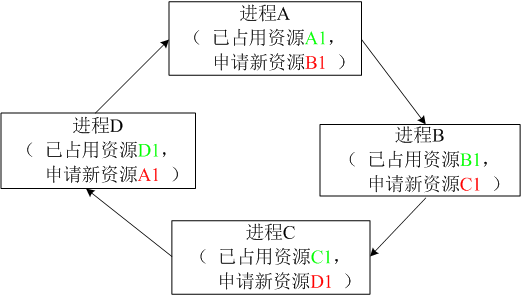 进程A
（ 已占用资源A1，
申请新资源B1 ）
进程B
（ 已占用资源B1，
申请新资源C1 ）
进程C
（ 已占用资源C1，
申请新资源D1 ）
进程D
（ 已占用资源D1，
申请新资源A1 ）